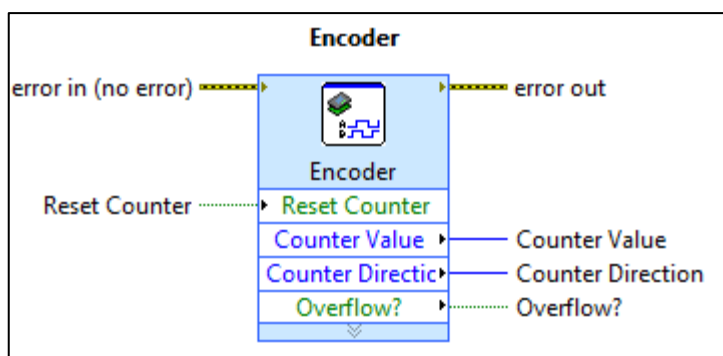 Encoder
error in (no error)
error out
Encoder
Reset Counter
Reset Counter
Counter Value
Counter Value
Counter Directic
Counter Direction
Overflow?
Overflow?